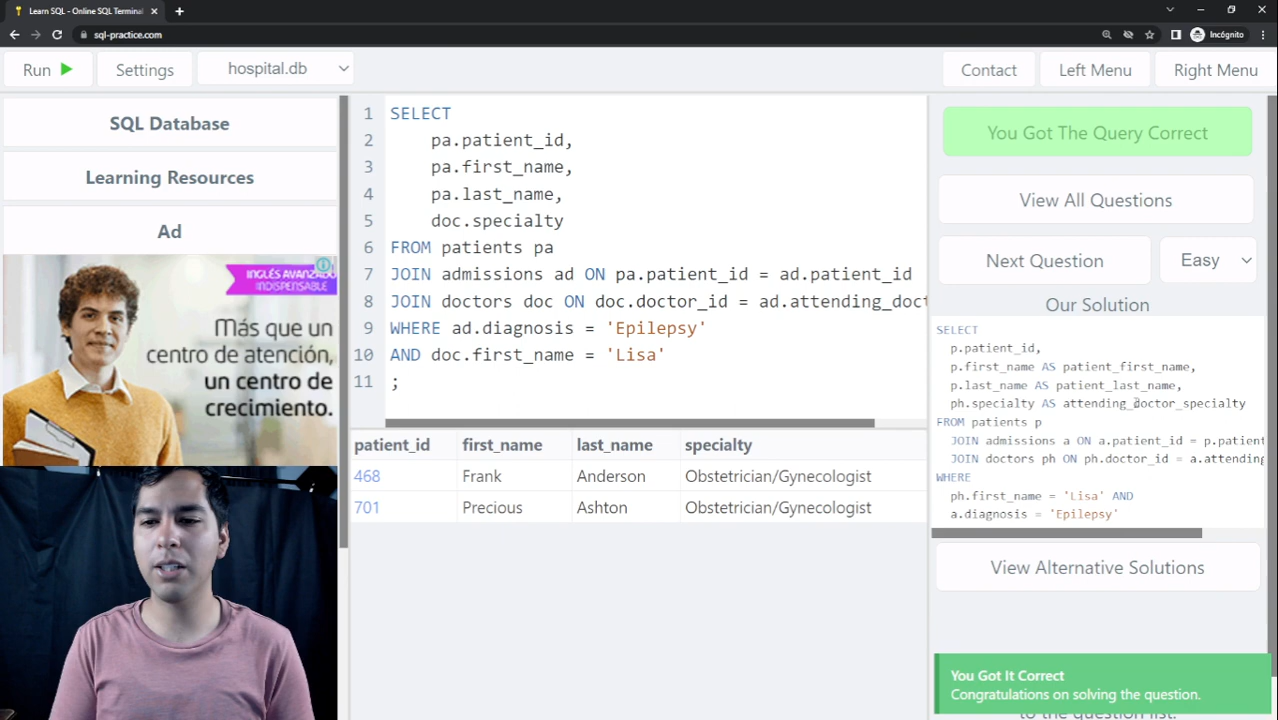 Learn SQL - Online SQL Terminal
sql-practice.com
Incógnito
Run
Settings
hospital.db
Contact
Left Menu
Right Menu
SQL Database
Learning Resources
Ad
INGLÉS AVANZADO
INDISPENSABLE
Más que un
centro de atención,
un centro de
crecimiento.
1 SELECT
2 pa.patient_id,
3 pa.first_name,
4 pa.last_name,
5 doc.specialty
6 FROM patients pa
7 JOIN admissions ad ON pa.patient_id = ad.patient_id
8 JOIN doctors doc ON doc.doctor_id = ad.attending_doct
9 WHERE ad.diagnosis = 'Epilepsy'
10 AND doc.first_name = 'Lisa'
11 ;
patient_id first_name last_name specialty
468 Frank Anderson Obstetrician/Gynecologist
701 Precious Ashton Obstetrician/Gynecologist
You Got The Query Correct
View All Questions
Next Question
Easy
Our Solution
SELECT
p.patient_id,
p.first_name AS patient_first_name,
p.last_name AS patient_last_name,
ph.specialty AS attending_doctor_specialty
FROM patients p
JOIN admissions a ON a.patient_id = p.patient
JOIN doctors ph ON ph.doctor_id = a.attending
WHERE
ph.first_name = 'Lisa' AND
a.diagnosis = 'Epilepsy'
View Alternative Solutions
You Got It Correct
Congratulations on solving the question.
to the question list.